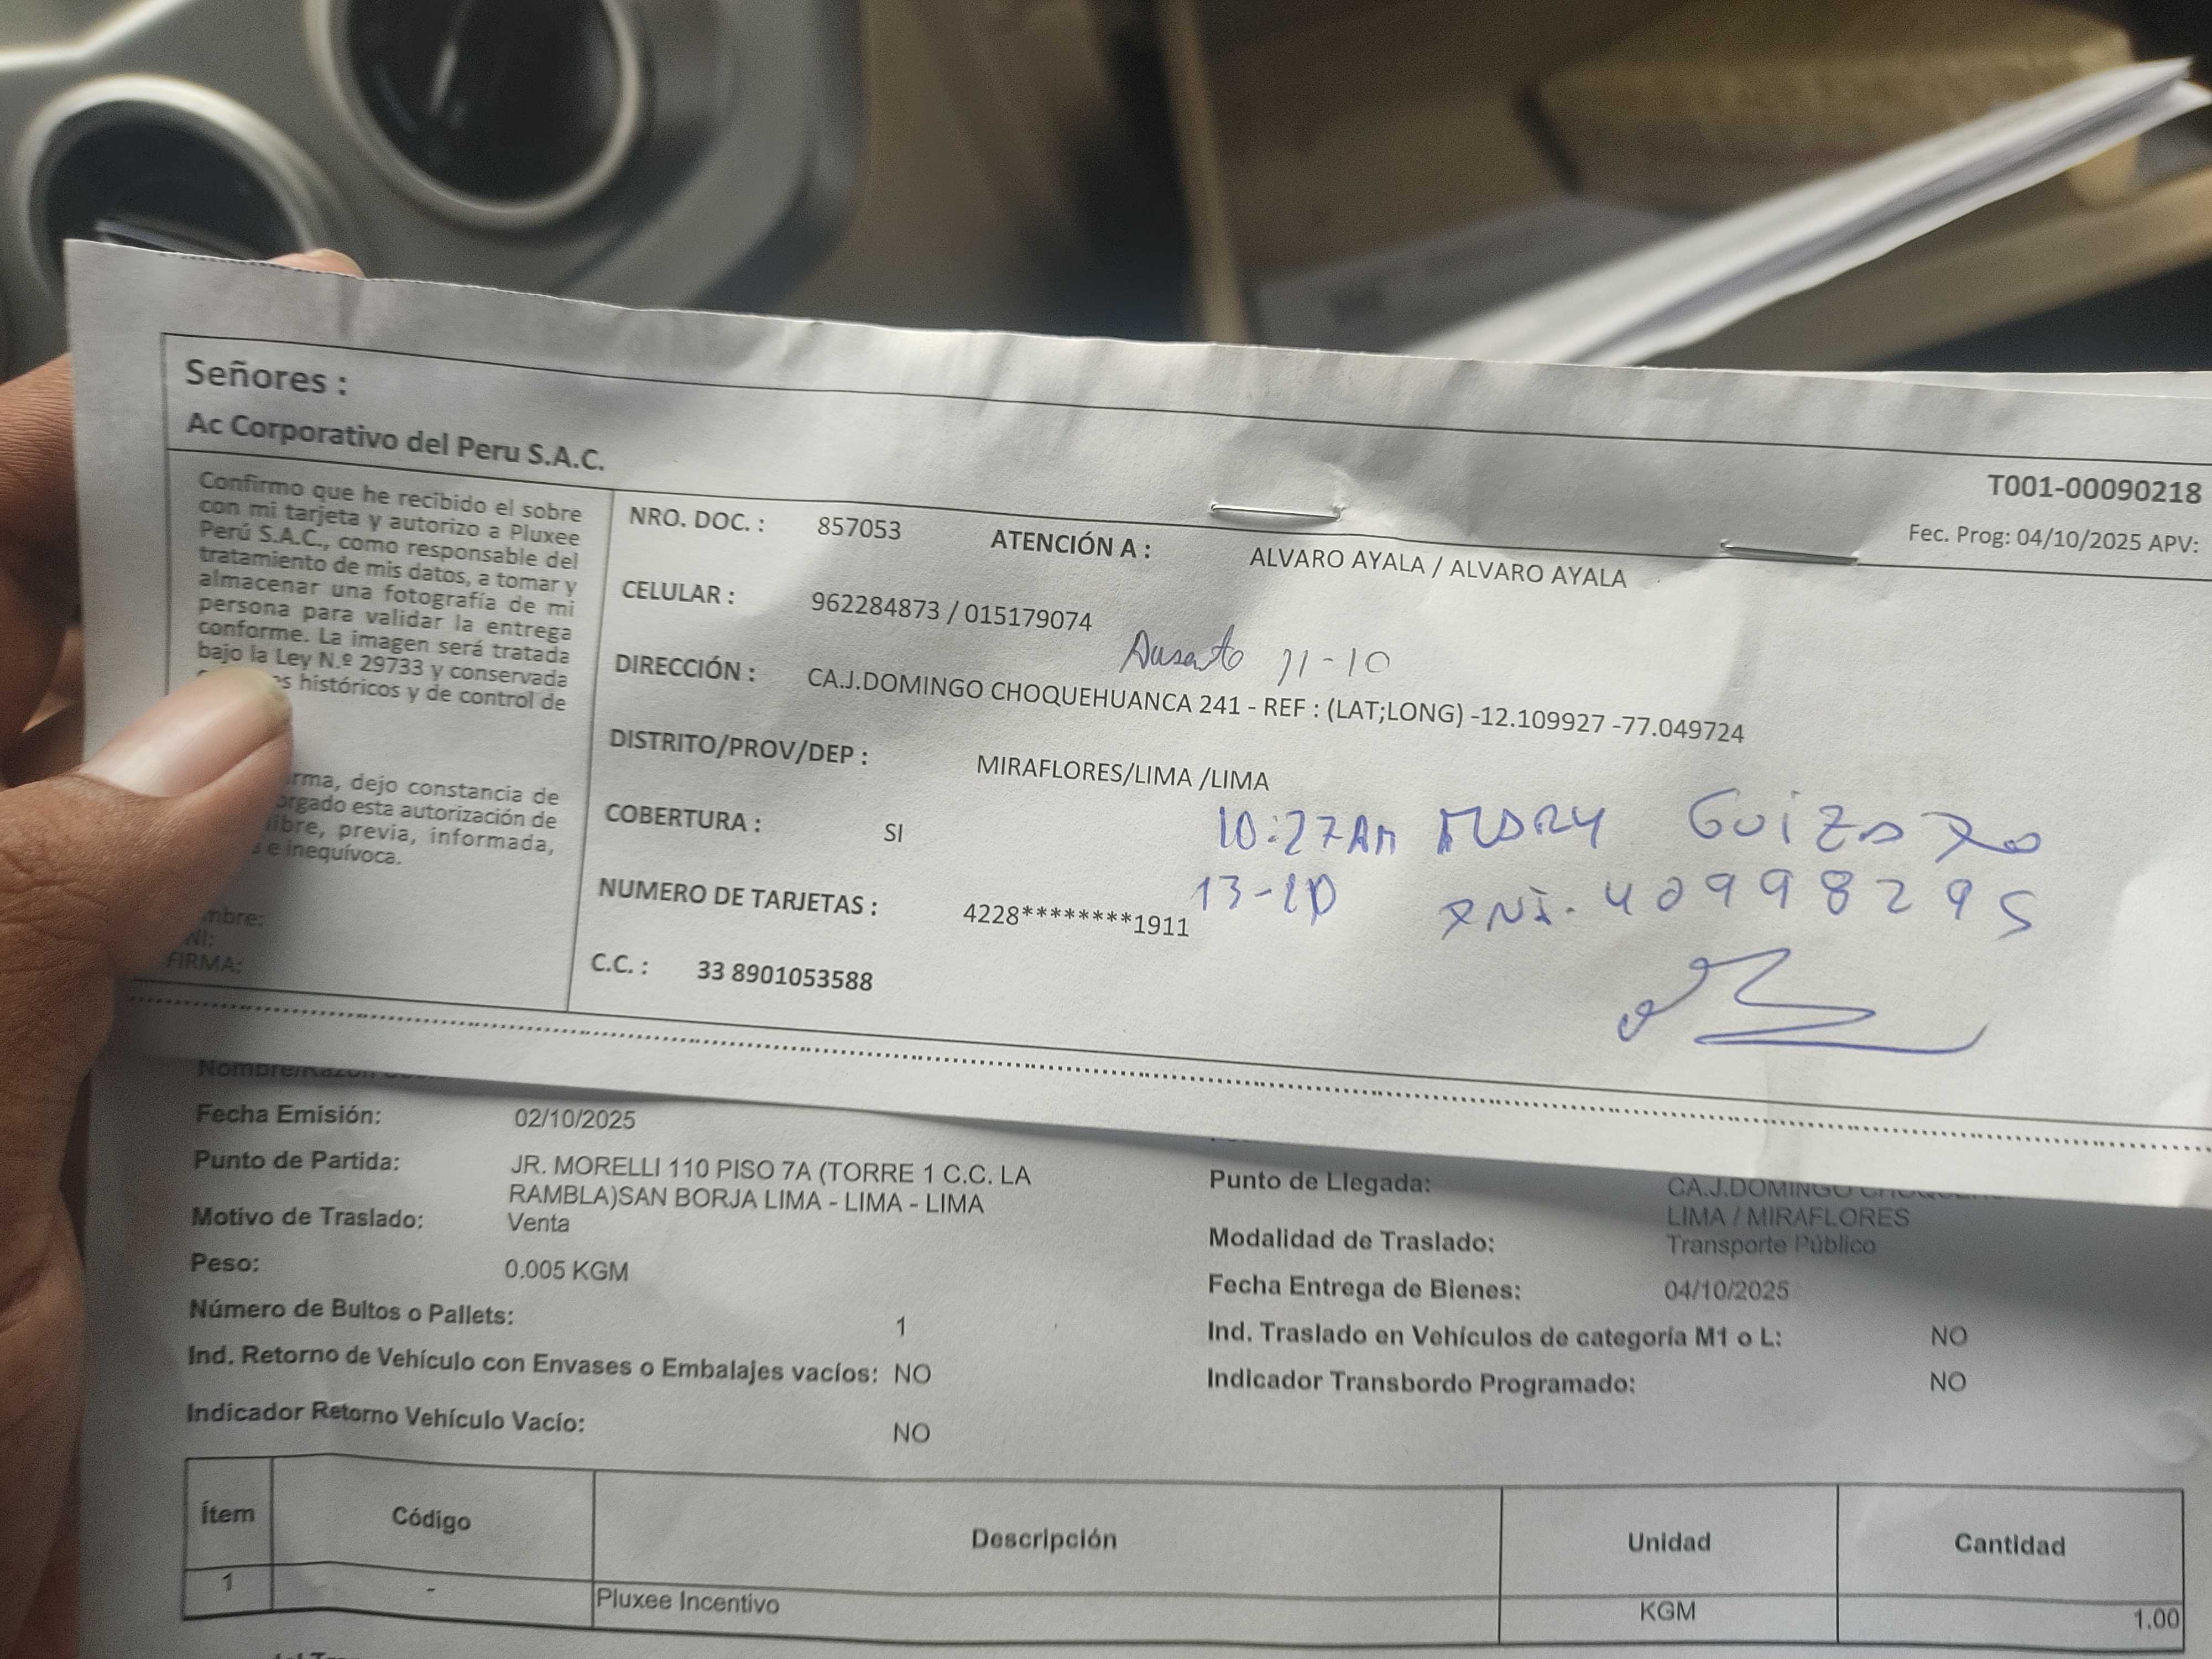 Señores :
Ac Corporativo del Peru S.A.C.
T001-00090218
Fec. Prog: 04/10/2025 APV:
Confirmo que he recibido el sobre
con mi tarjeta y autorizo a Pluxee
Perú S.A.C., como responsable del
tratamiento de mis datos, a tomar y
almacenar una fotografía de mi
persona para validar la entrega
conforme. La imagen será tratada
bajo la Ley N.º 29733 y conservada
históricos y de control de
dejo constancia de
esta autorización de
previa, informada,
e inequívoca.
FIRMA:
NRO. DOC. : 857053 ATENCIÓN A : ALVARO AYALA / ALVARO AYALA
CELULAR : 962284873 / 015179074
11-10
DIRECCIÓN : CA.J.DOMINGO CHOQUEHUANCA 241 - REF : (LAT;LONG) -12.109927 -77.049724
DISTRITO/PROV/DEP : MIRAFLORES/LIMA /LIMA
COBERTURA : SI
10:27AM
NUMERO DE TARJETAS : 4228********1911
13-10
40998295
C.C. : 33 8901053588
Fecha Emisión: 02/10/2025
Punto de Partida: JR. MORELLI 110 PISO 7A (TORRE 1 C.C. LA
RAMBLA)SAN BORJA LIMA - LIMA - LIMA
Motivo de Traslado: Venta
Peso: 0.005 KGM
Número de Bultos o Pallets: 1
Ind. Retorno de Vehículo con Envases o Embalajes vacíos: NO
Indicador Retorno Vehículo Vacío: NO
Punto de Llegada: CA.J.DOMINGO
LIMA / MIRAFLORES
Modalidad de Traslado: Transporte Público
Fecha Entrega de Bienes: 04/10/2025
Ind. Traslado en Vehículos de categoría M1 o L: NO
Indicador Transbordo Programado: NO
Ítem Código Descripción Unidad Cantidad
1 - Pluxee Incentivo KGM 1.00